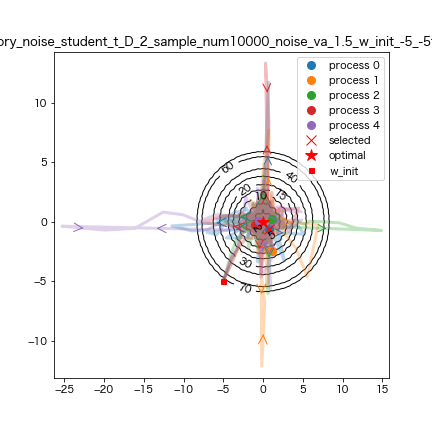 ory_noise_student_t_D_2_sample_num10000_noise_va_1.5_w_init_-5_-5
process 0
process 1
process 2
process 3
process 4
selected
optimal
w_init
10
5
0
−5
−10
−25
−20
−15
−10
−5
0
5
10
15
60
40
20
15
10
30
70